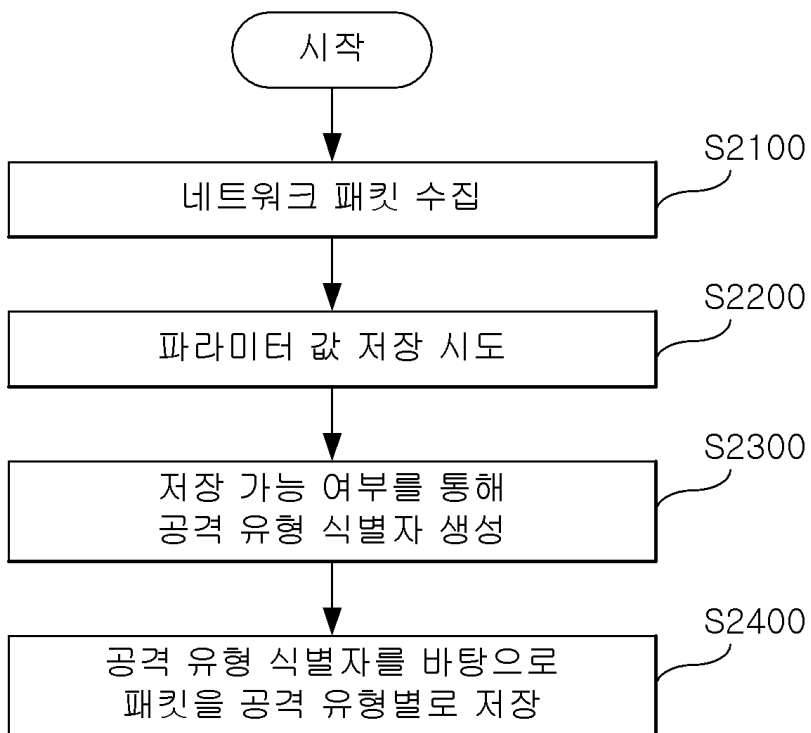 시작
S2100
네트워크 패킷 수집
S2200
파라미터 값 저장 시도
S2300
저장 가능 여부를 통해
공격 유형 식별자 생성
S2400
공격 유형 식별자를 바탕으로
패킷을 공격 유형별로 저장